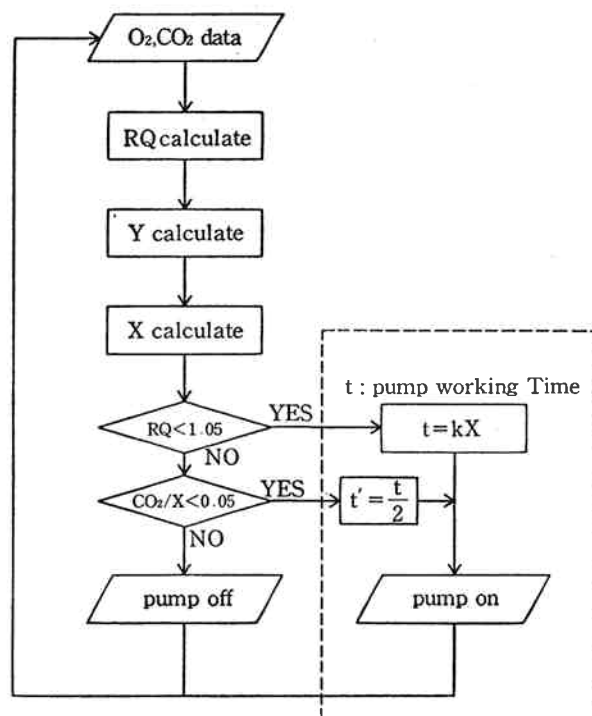 O₂,CO₂ data
RQ calculate
Y calculate
X calculate
t : pump working Time
RQ<1.05
YES
t=kX
NO
CO₂/X<0.05
YES
t′=t/2
NO
pump off
pump on